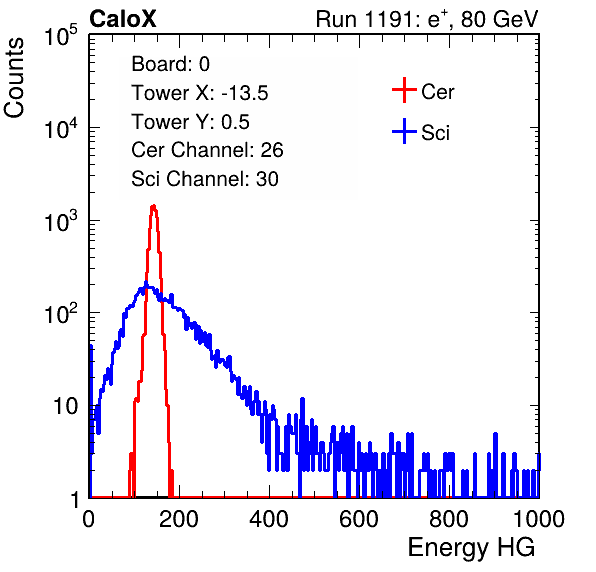 CaloX Run 1191: e⁺, 80 GeV
Counts
10⁵
10⁴
10³
10²
10
1
Board: 0
Tower X: -13.5
Tower Y: 0.5
Cer Channel: 26
Sci Channel: 30
Cer
Sci
0 200 400 600 800 1000
Energy HG